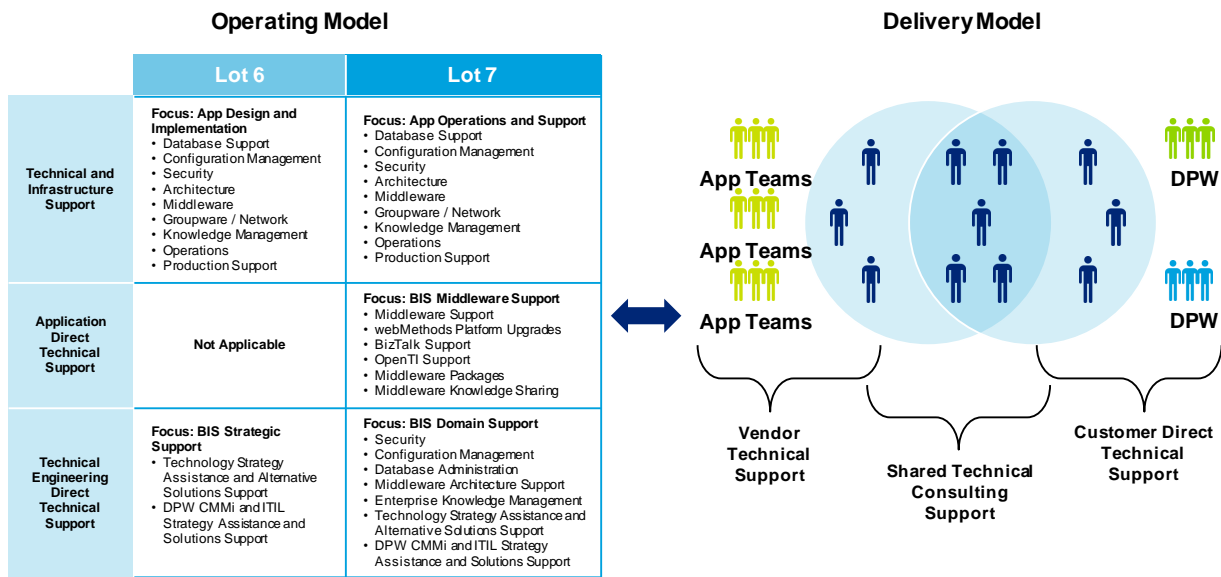 Operating Model
Delivery Model
Lot 6
Lot 7
Technical and
Infrastructure
Support
Focus: App Design and
Implementation
• Database Support
• Configuration Management
• Security
• Architecture
• Middleware
• Groupware / Network
• Knowledge Management
• Operations
• Production Support
Focus: App Operations and Support
• Database Support
• Configuration Management
• Security
• Architecture
• Middleware
• Groupware / Network
• Knowledge Management
• Operations
• Production Support
Application
Direct
Technical
Support
Not Applicable
Focus: BIS Middleware Support
• Middleware Support
• webMethods Platform Upgrades
• BizTalk Support
• OpenTI Support
• Middleware Packages
• Middleware Knowledge Sharing
Technical
Engineering
Direct
Technical
Support
Focus: BIS Strategic
Support
• Technology Strategy
Assistance and Alternative
Solutions Support
• DPW CMMi and ITIL
Strategy Assistance and
Solutions Support
Focus: BIS Domain Support
• Security
• Configuration Management
• Database Administration
• Middleware Architecture Support
• Enterprise Knowledge Management
• Technology Strategy Assistance and
Alternative Solutions Support
• DPW CMMi and ITIL Strategy
Assistance and Solutions Support
App Teams
App Teams
App Teams
DPW
DPW
Vendor
Technical
Support
Shared Technical
Consulting
Support
Customer Direct
Technical
Support